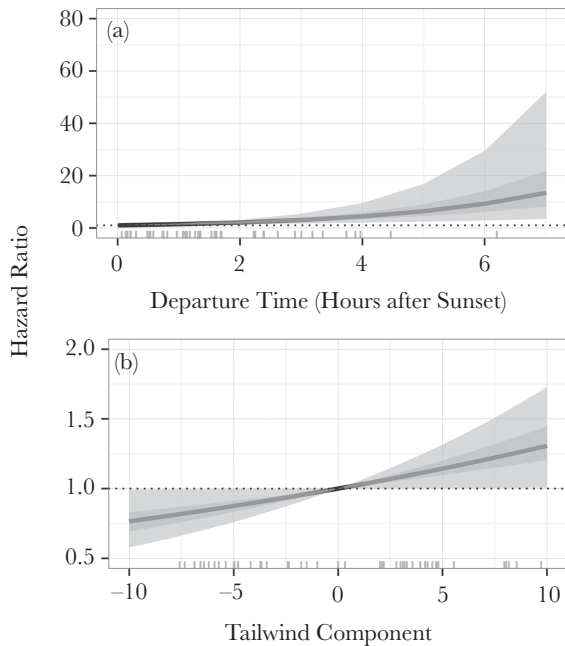 (a)
80
60
40
20
0
0 2 4 6
Departure Time (Hours after Sunset)
Hazard Ratio
(b)
2.0
1.5
1.0
0.5
−10 −5 0 5 10
Tailwind Component